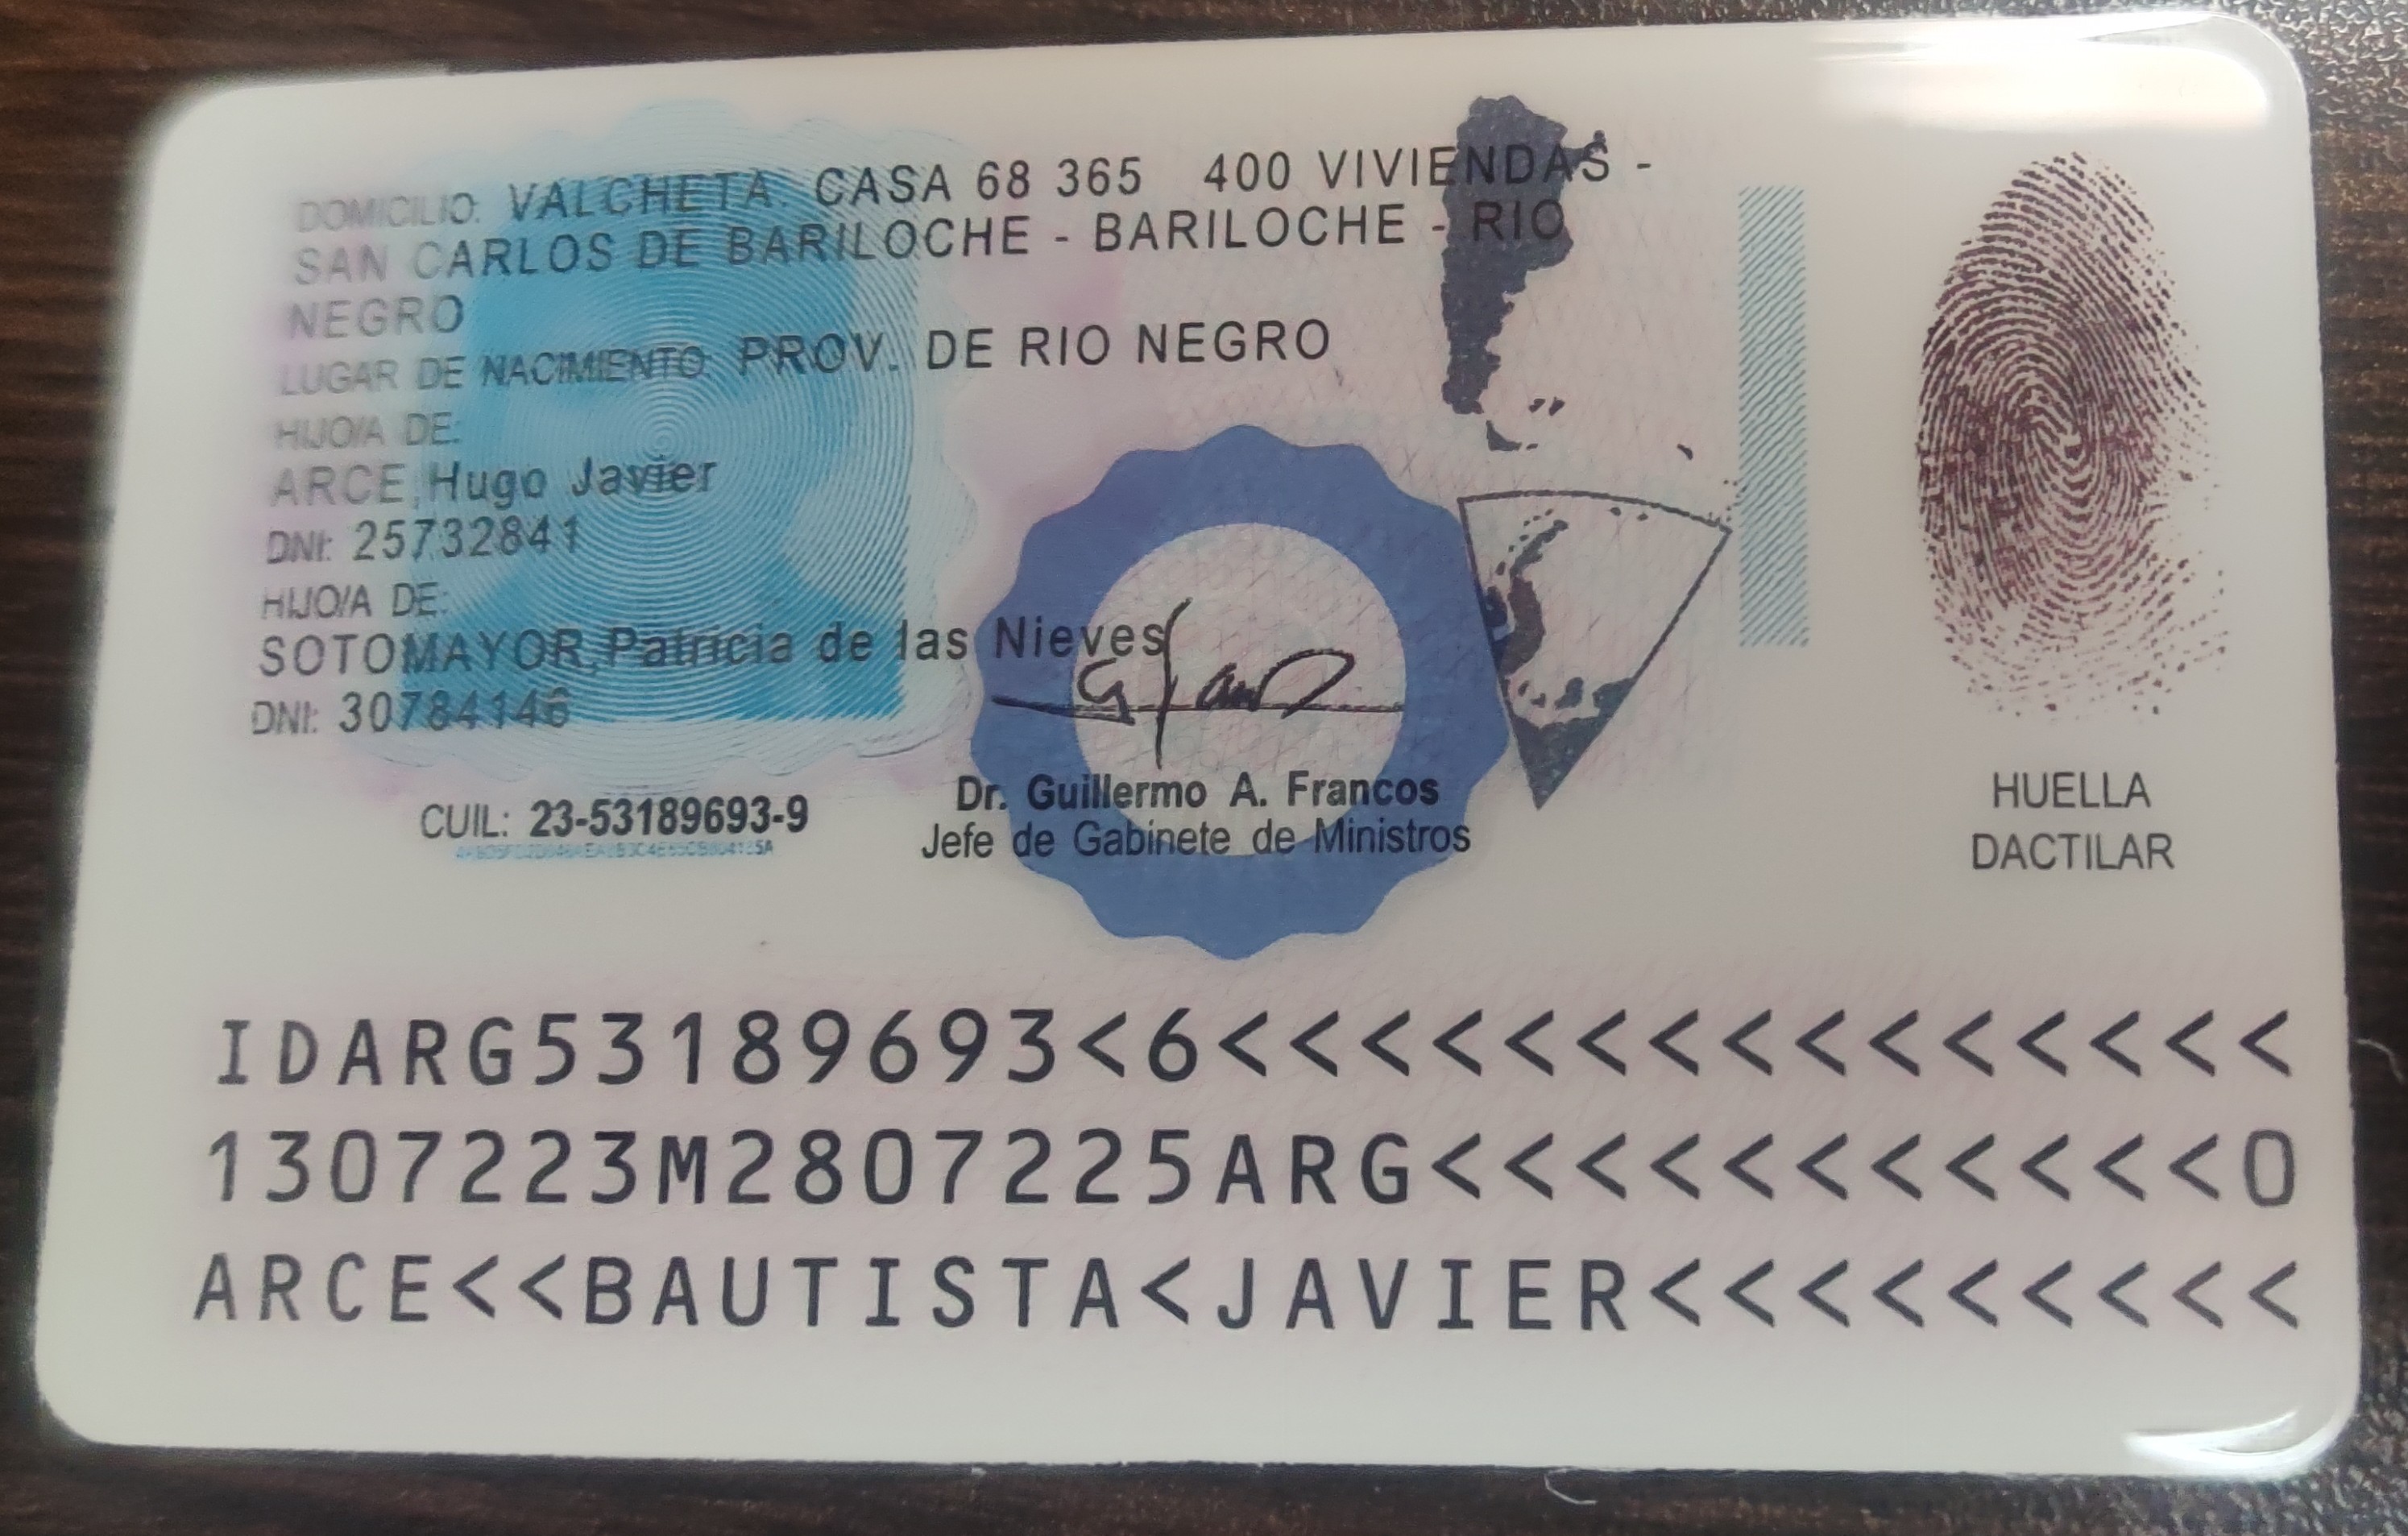 DOMICILIO: VALCHETA. CASA 68 365 400 VIVIENDAS -
SAN CARLOS DE BARILOCHE - BARILOCHE - RIO
NEGRO
LUGAR DE NACIMIENTO: PROV. DE RIO NEGRO
HIJO/A DE:
ARCE,Hugo Javier
DNI: 25732841
HIJO/A DE:
SOTOMAYOR,Patricia de las Nieves
DNI: 30784146
CUIL: 23-53189693-9
Dr. Guillermo A. Francos
Jefe de Gabinete de Ministros
HUELLA
DACTILAR
IDARG53189693<6<<<<<<<<<<<<<<<
1307223M2807225ARG<<<<<<<<<<<0
ARCE<<BAUTISTA<JAVIER<<<<<<<<<